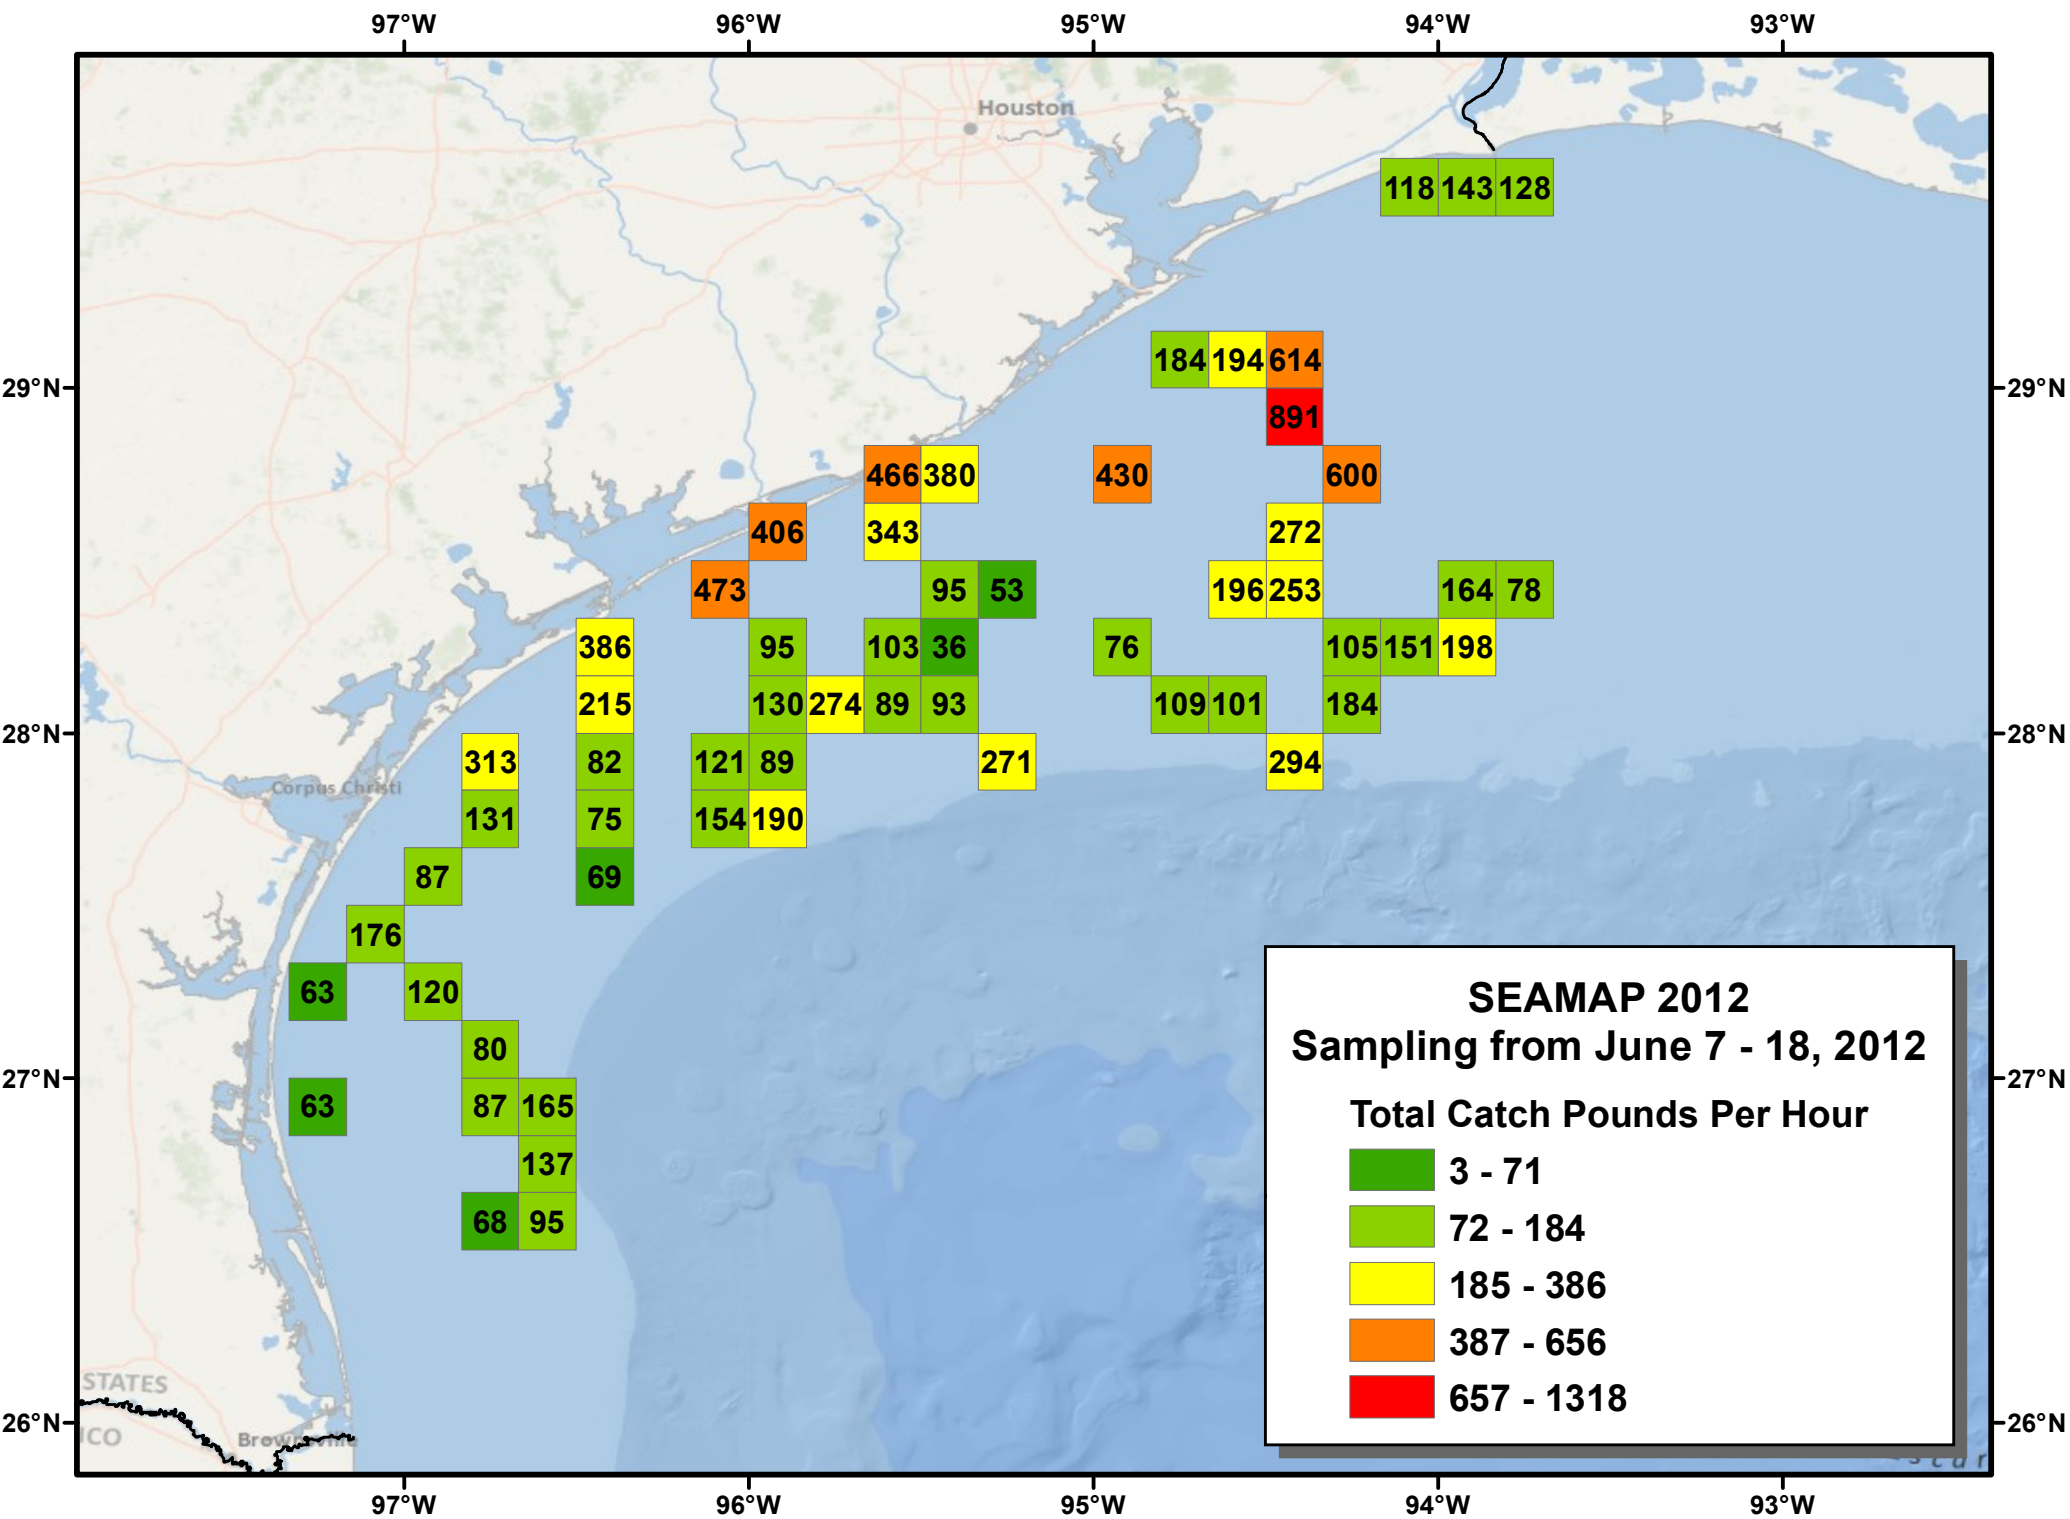 97°W 96°W 95°W 94°W 93°W
Houston
118 143 128
184 194 614
29°N 29°N
891
466 380 430 600
406 343 272
473 95 53 196 253 164 78
386 95 103 36 76 105 151 198
215 130 274 89 93 109 101 184
28°N 28°N
313 82 121 89 271 294
Corpus Christi
131 75 154 190
87 69
176
63 120
SEAMAP 2012
Sampling from June 7 - 18, 2012
80
27°N 27°N
63 87 165
Total Catch Pounds Per Hour
137
3 - 71
68 95
72 - 184
185 - 386
387 - 656
STATES
657 - 1318
26°N 26°N
ICO
Brownsville
97°W 96°W 95°W 94°W 93°W